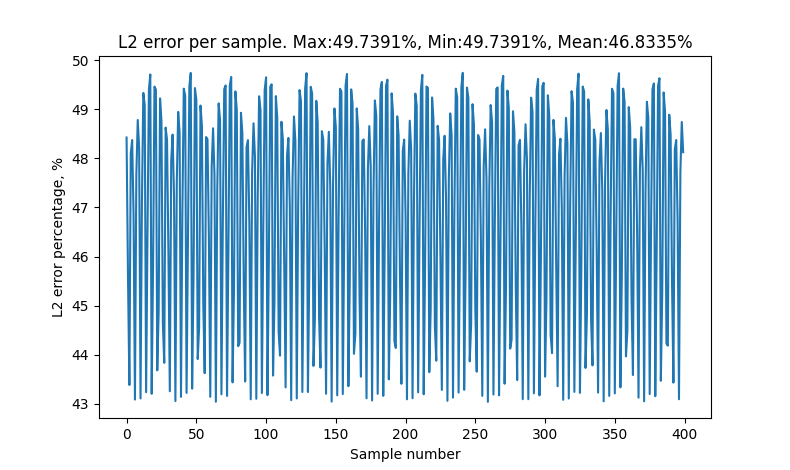 L2 error per sample. Max:49.7391%, Min:49.7391%, Mean:46.8335%
50
49
48
47
46
45
44
43
L2 error percentage, %
0 50 100 150 200 250 300 350 400
Sample number